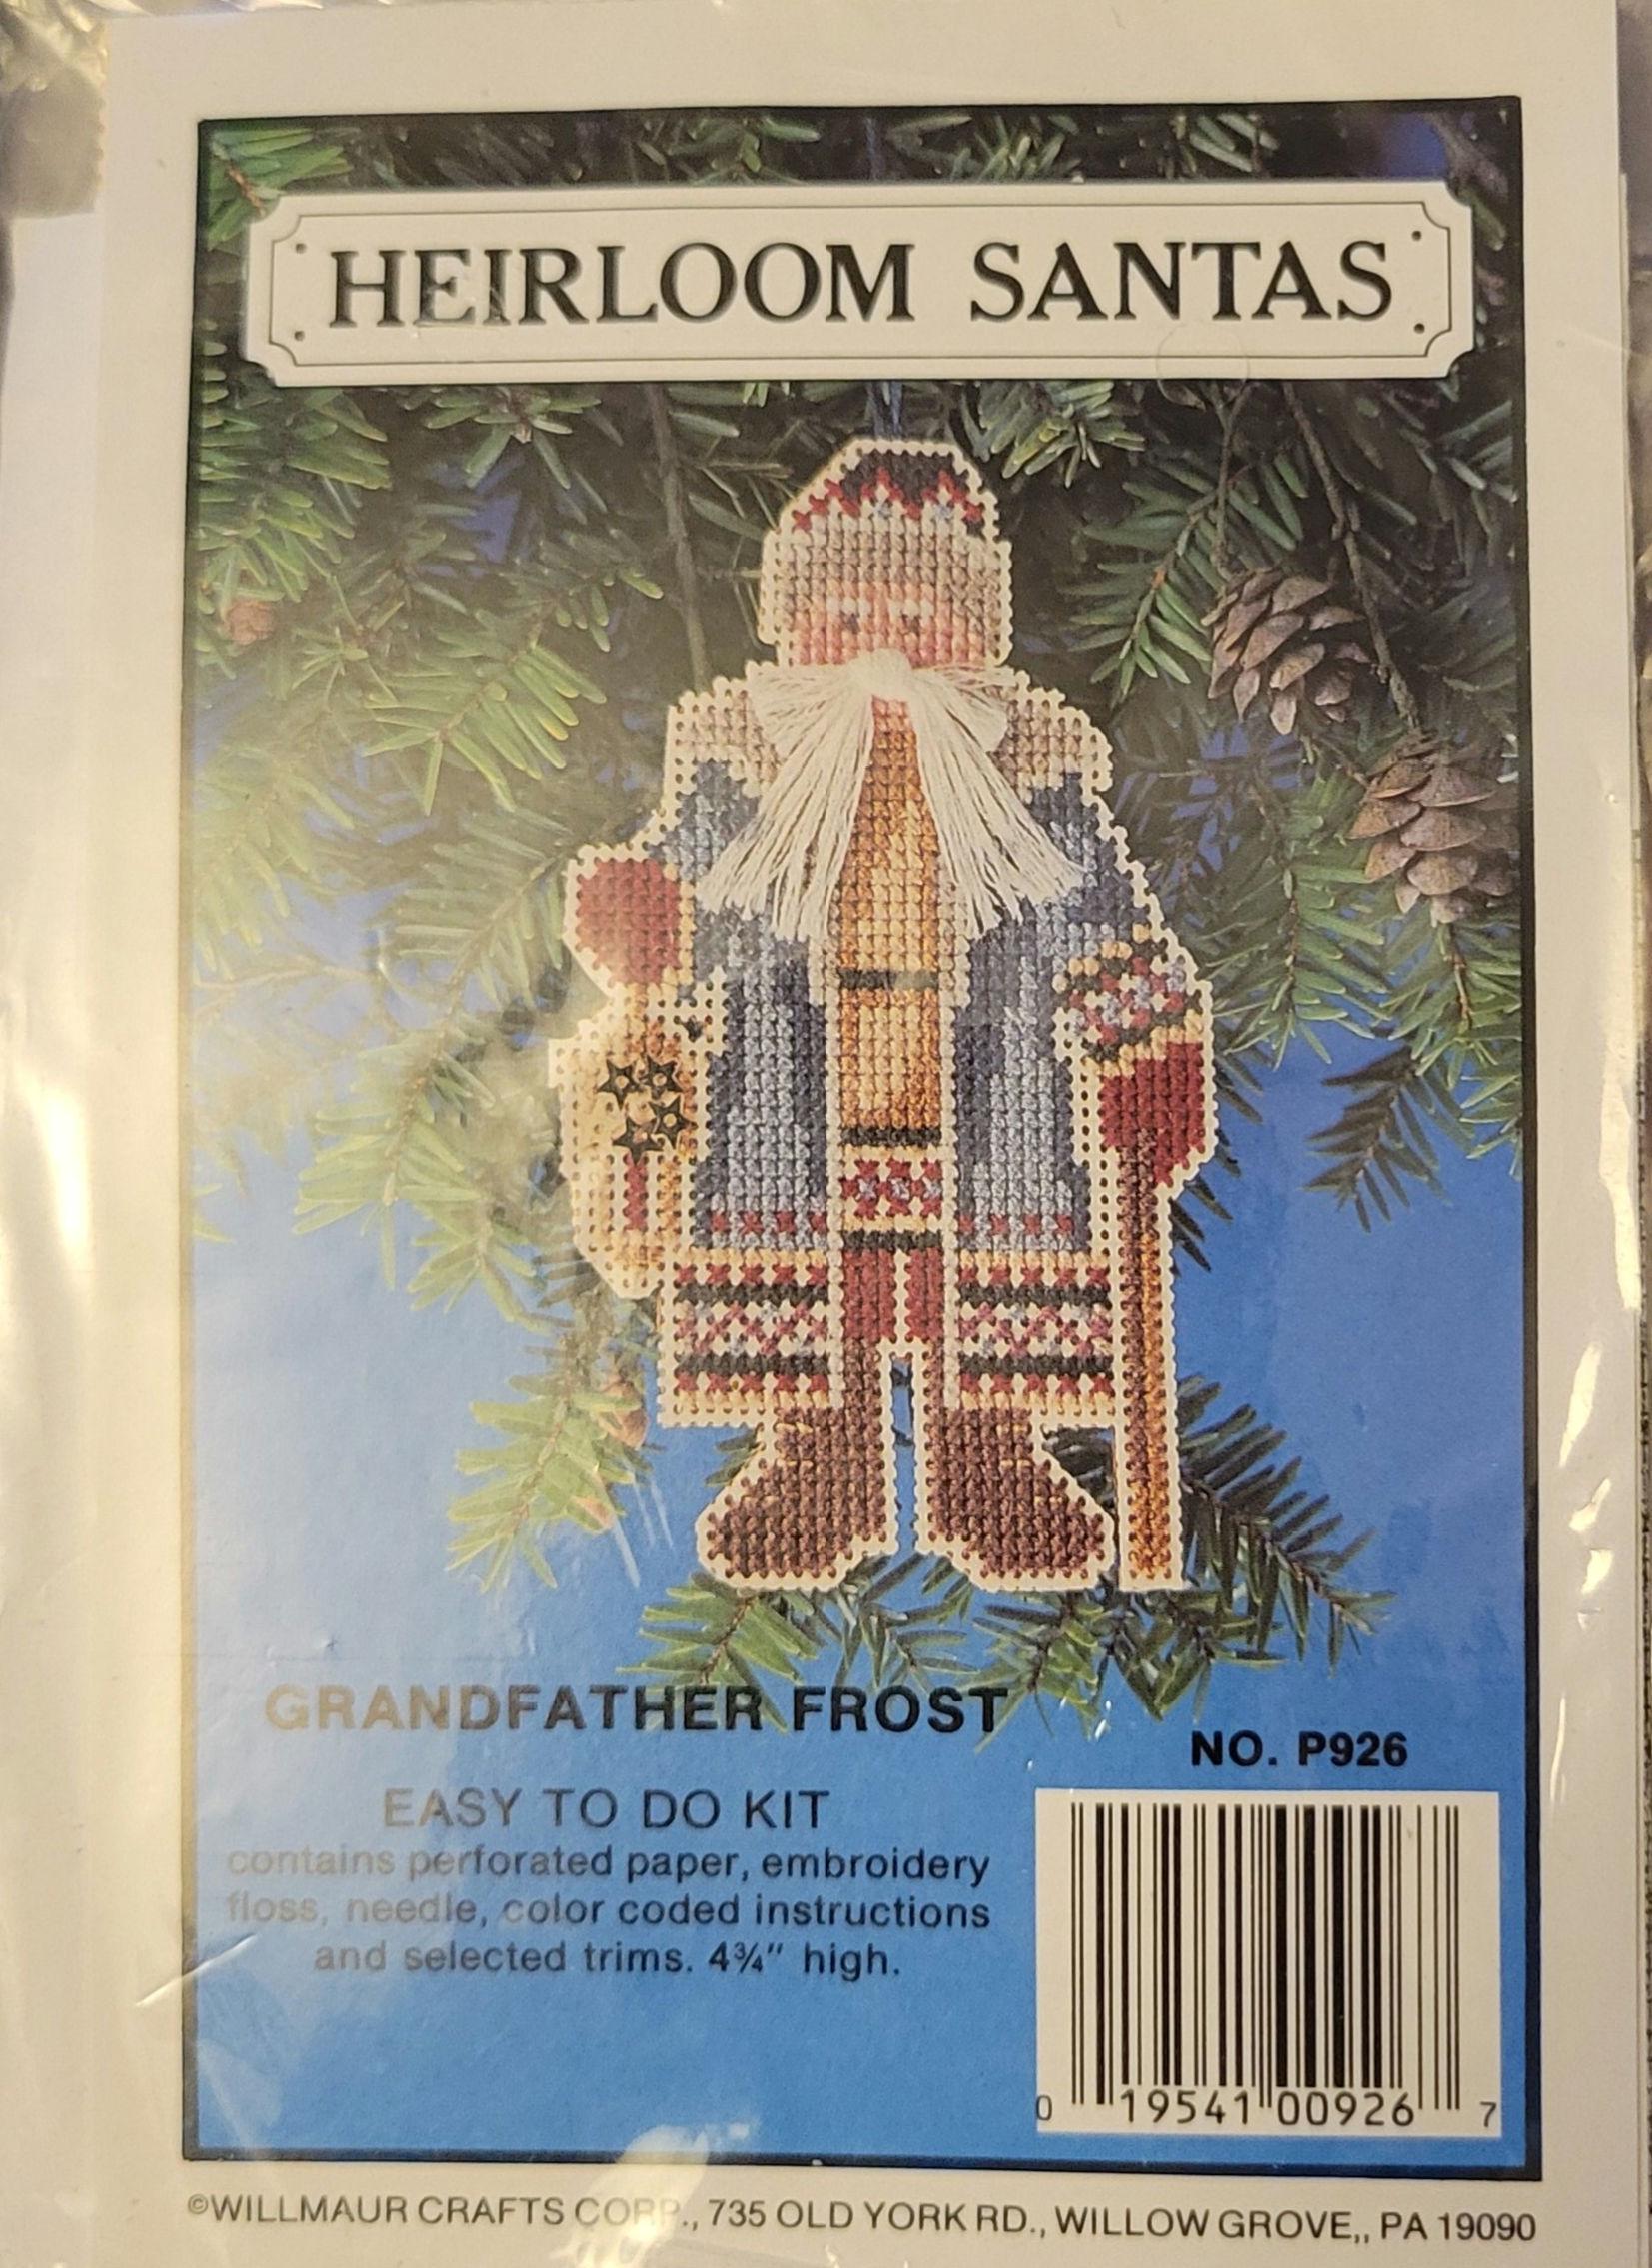 HEIRLOOM SANTAS
GRANDFATHER FROST
NO. P926
EASY TO DO KIT
contains perforated paper, embroidery
floss, needle, color coded instructions
and selected trims. 4¾" high.
0 19541 00926 7
©WILLMAUR CRAFTS CORP., 735 OLD YORK RD., WILLOW GROVE,, PA 19090